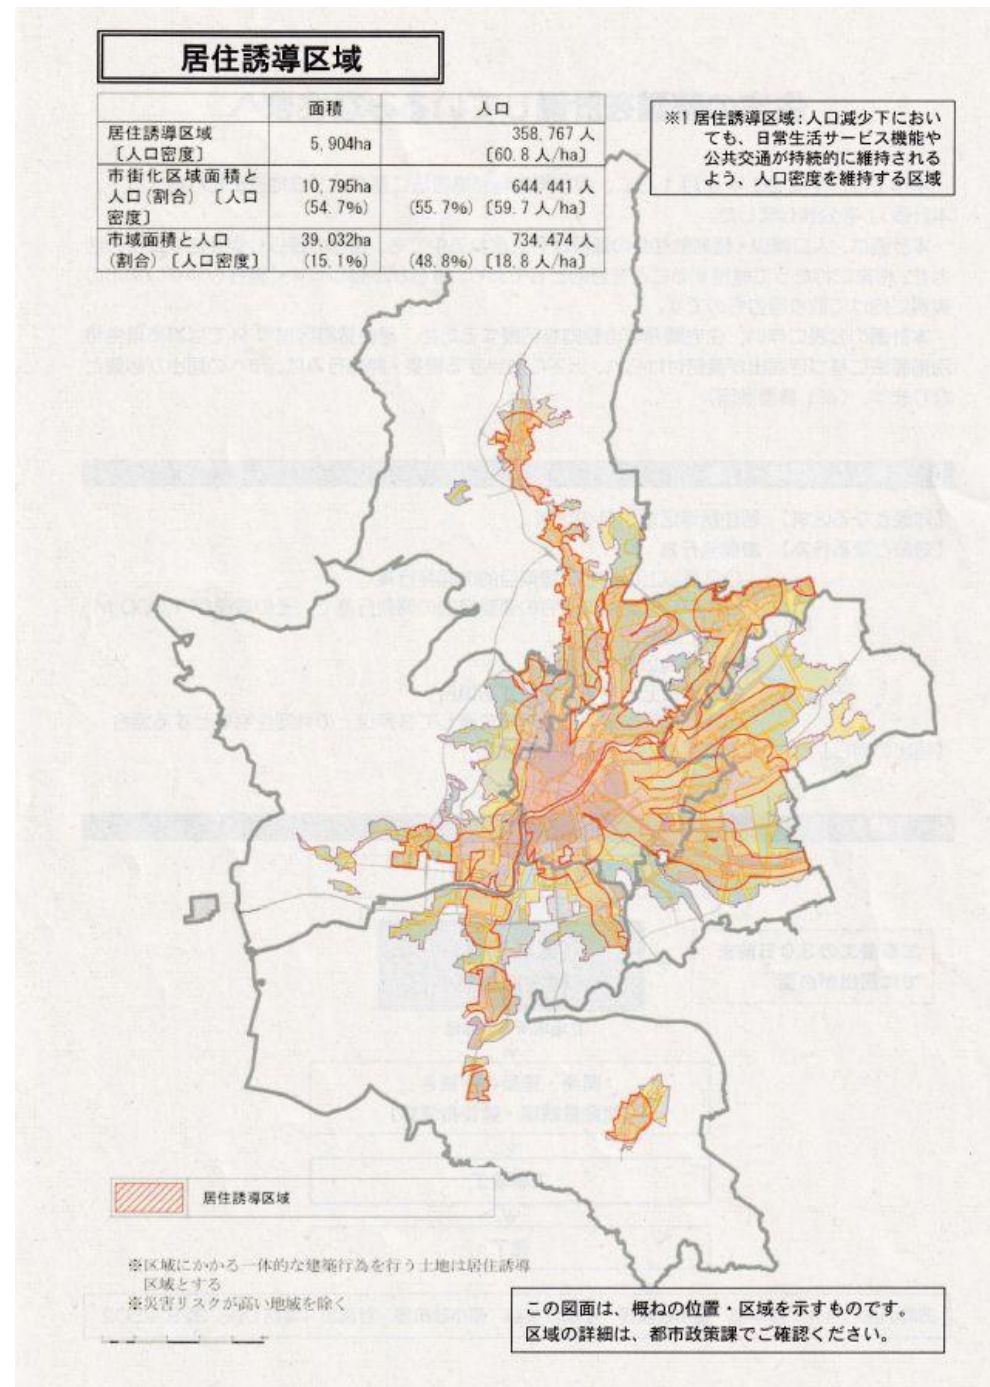 居住誘導区域
面積 人口
居住誘導区域
〔人口密度〕
5,904ha
358,767 人
〔60.8 人/ha〕
市街化区域面積と
人口(割合) 〔人口
密度〕
10,795ha
(54.7%)
644,441 人
(55.7%) 〔59.7 人/ha〕
市域面積と人口
(割合) 〔人口密度〕
39,032ha
(15.1%)
734,474 人
(48.8%) 〔18.8 人/ha〕
※1 居住誘導区域:人口減少下におい
ても、日常生活サービス機能や
公共交通が持続的に維持される
よう、人口密度を維持する区域
居住誘導区域
※区域にかかる一体的な建築行為を行う土地は居住誘導
区域とする
※災害リスクが高い地域を除く
この図面は、概ねの位置・区域を示すものです。
区域の詳細は、都市政策課でご確認ください。